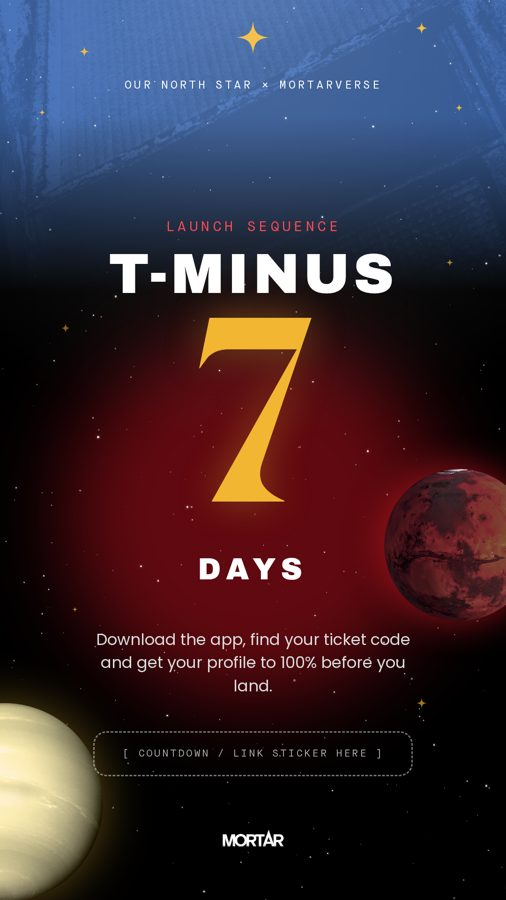 OUR NORTH STAR × MORTARVERSE
LAUNCH SEQUENCE
T-MINUS
7
DAYS
Download the app, find your ticket code
and get your profile to 100% before you
land.
[ COUNTDOWN / LINK STICKER HERE ]
MORTAR